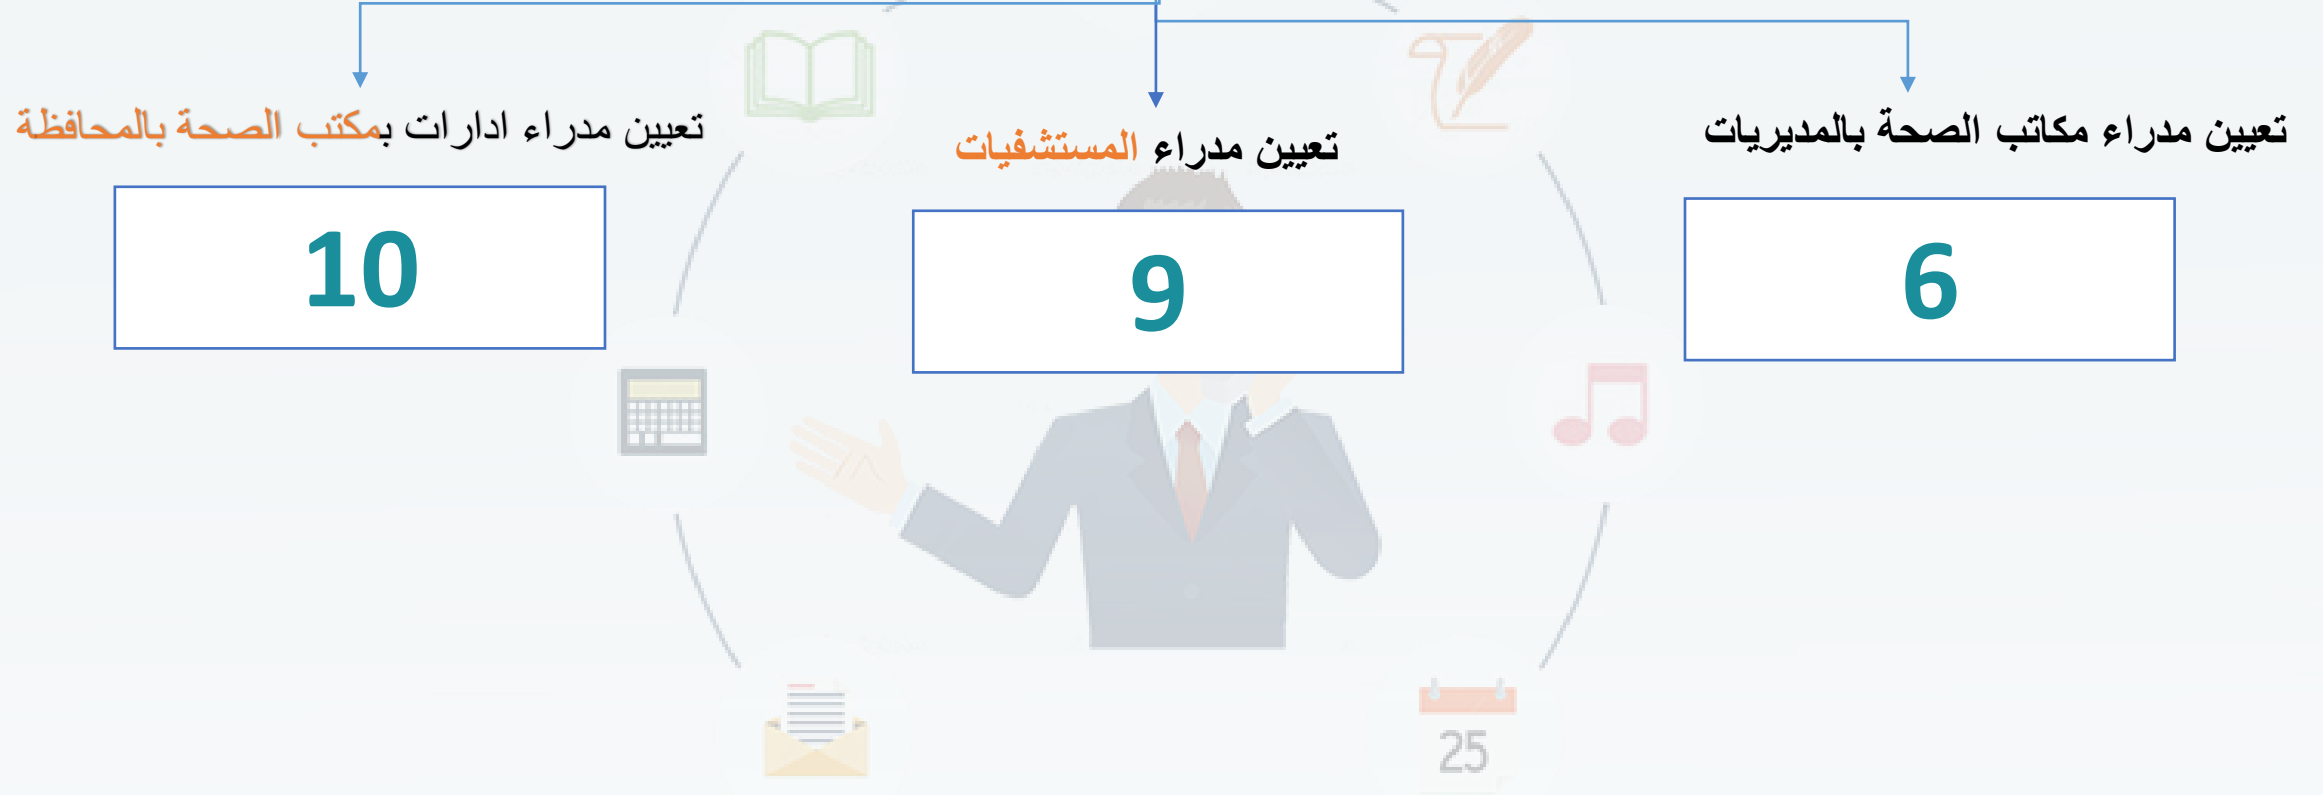 تعيين مدراء مكاتب الصحة بالمديريات
6
تعيين مدراء المستشفيات
9
تعيين مدراء ادارات بمكتب الصحة بالمحافظة
10
25